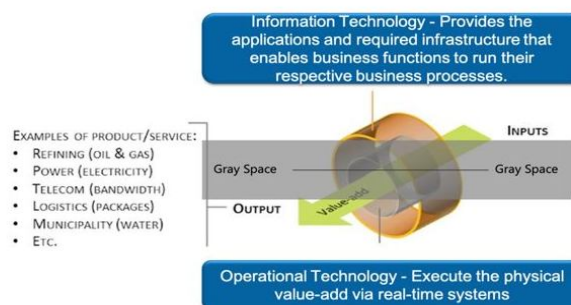 Information Technology - Provides the
applications and required infrastructure that
enables business functions to run their
respective business processes.
EXAMPLES OF PRODUCT/SERVICE:
• REFINING (OIL & GAS)
• POWER (ELECTRICITY)
• TELECOM (BANDWIDTH)
• LOGISTICS (PACKAGES)
• MUNICIPALITY (WATER)
• ETC.
INPUTS
Gray Space
Gray Space
Value-add
OUTPUT
Operational Technology - Execute the physical
value-add via real-time systems